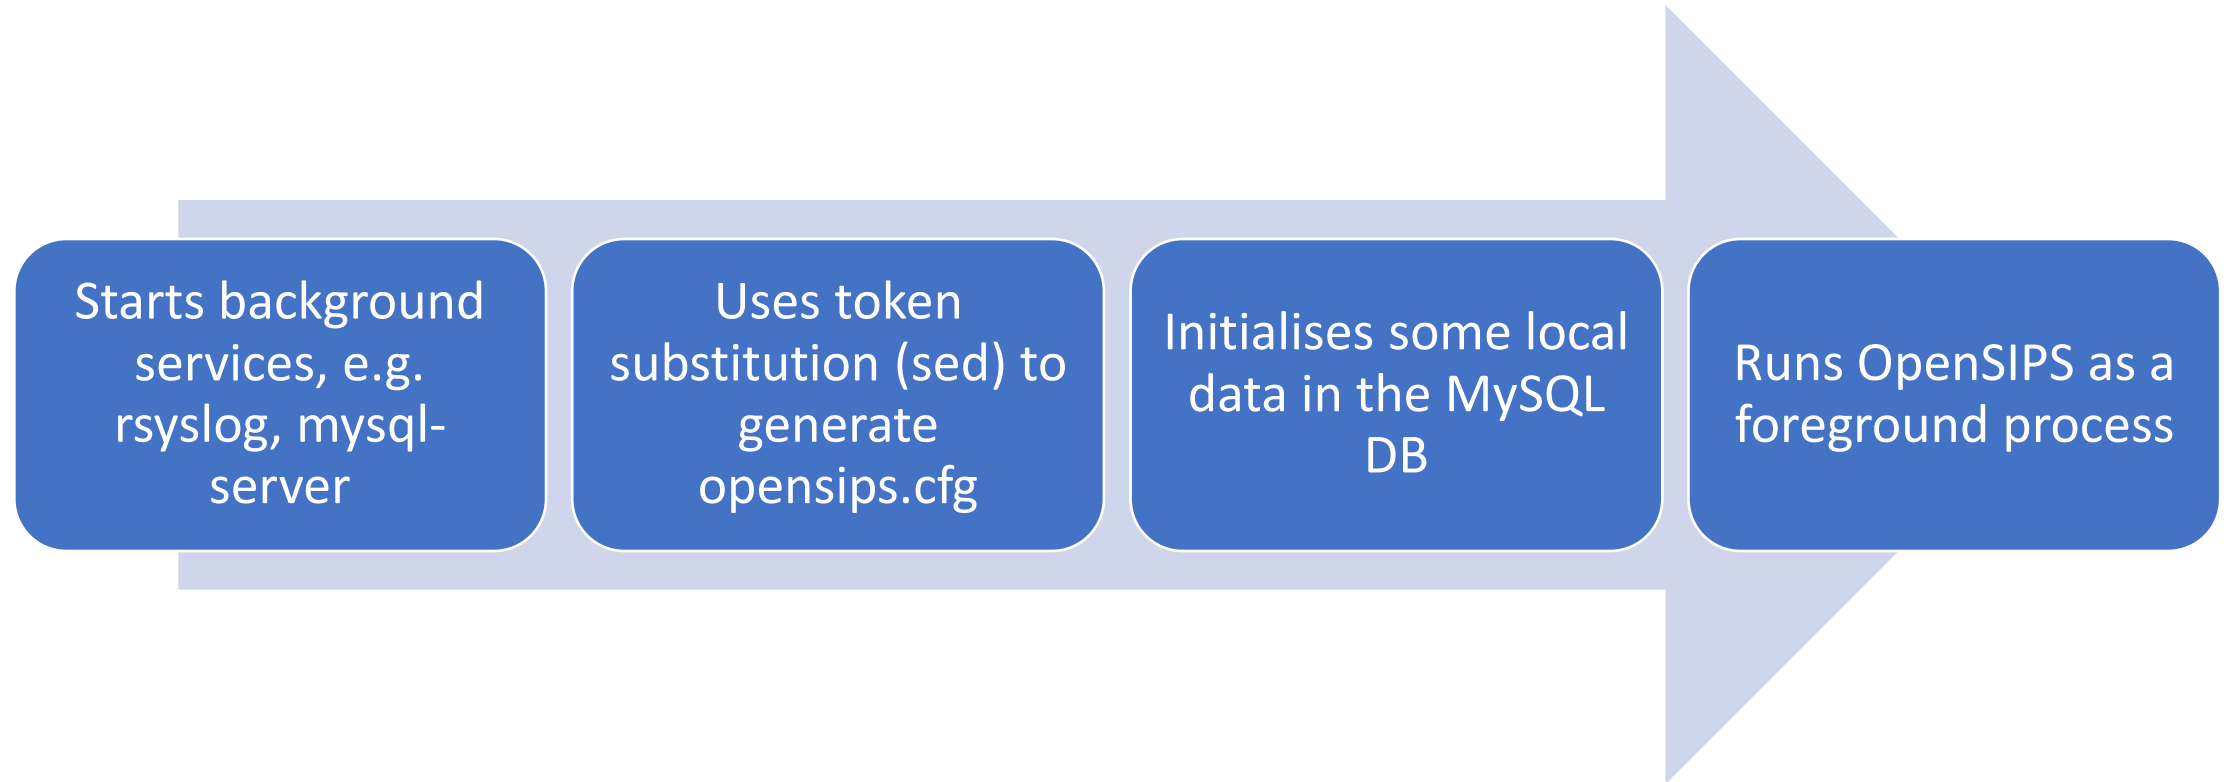 Starts background
services, e.g.
rsyslog, mysql-
server
Uses token
substitution (sed) to
generate
opensips.cfg
Initialises some local
data in the MySQL
DB
Runs OpenSIPS as a
foreground process